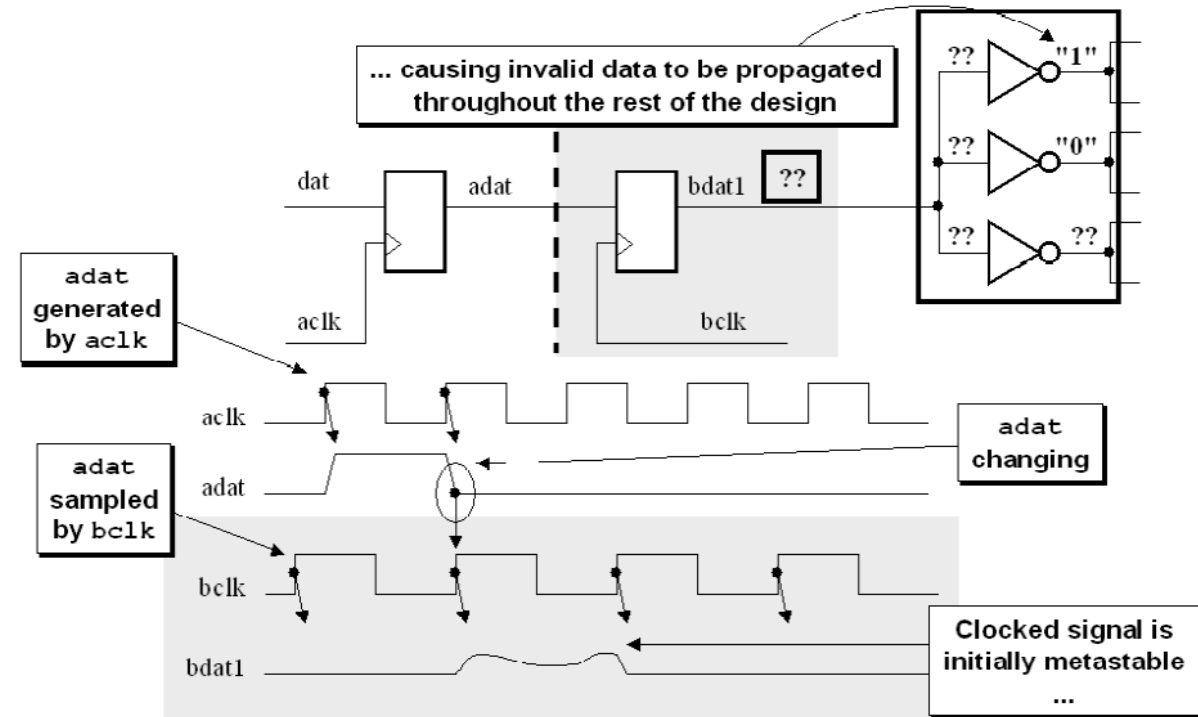 ... causing invalid data to be propagated
throughout the rest of the design
??
"1"
??
"0"
??
??
dat
adat
bdat1
??
aclk
bclk
adat
generated
by aclk
aclk
adat
changing
adat
sampled
by bclk
adat
bclk
bdat1
Clocked signal is
initially metastable
...